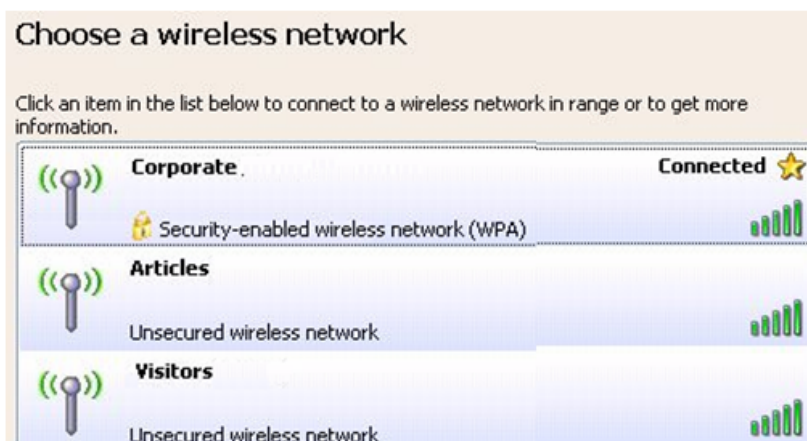 Choose a wireless network
Click an item in the list below to connect to a wireless network in range or to get more
information.
Corporate Connected
Security-enabled wireless network (WPA)
Articles
Unsecured wireless network
Visitors
Unsecured wireless network